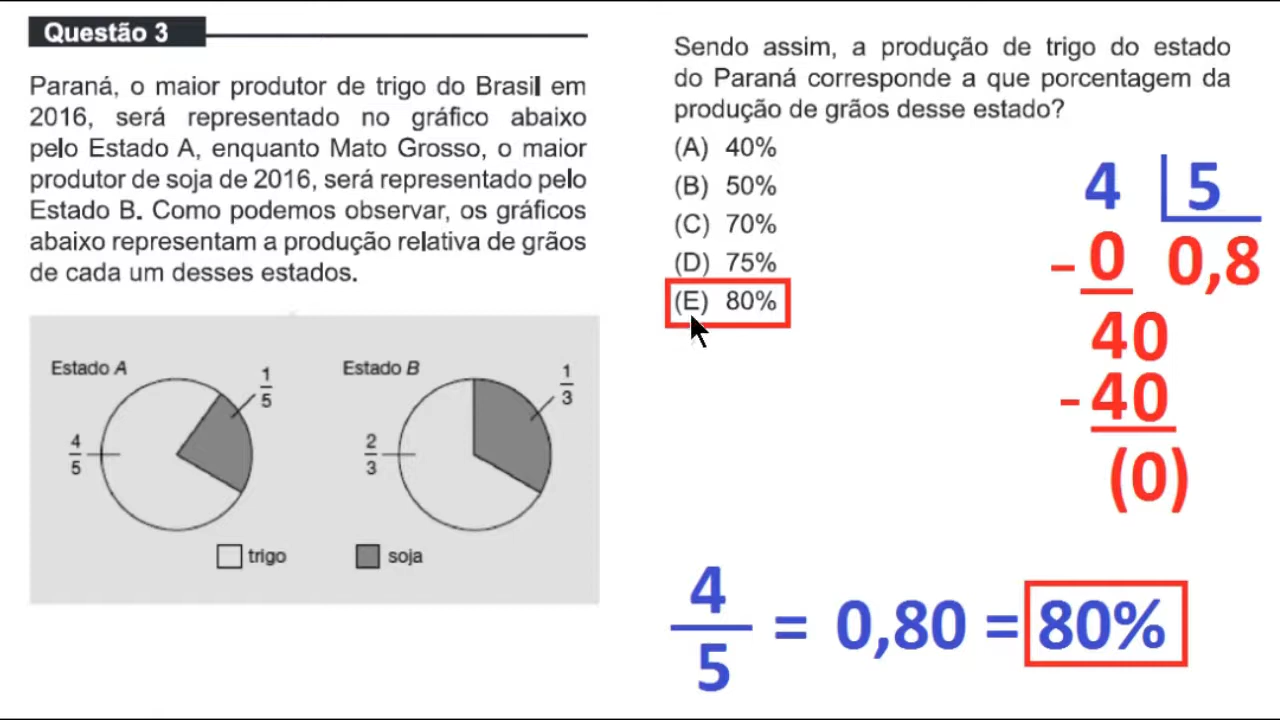 Questão 3
Paraná, o maior produtor de trigo do Brasil em
2016, será representado no gráfico abaixo
pelo Estado A, enquanto Mato Grosso, o maior
produtor de soja de 2016, será representado pelo
Estado B. Como podemos observar, os gráficos
abaixo representam a produção relativa de grãos
de cada um desses estados.
Estado A
1
5
4
5
Estado B
1
3
2
3
trigo
soja
Sendo assim, a produção de trigo do estado
do Paraná corresponde a que porcentagem da
produção de grãos desse estado?
(A) 40%
(B) 50%
(C) 70%
(D) 75%
(E) 80%
4 5
- 0 0,8
40
- 40
(0)
4
5
= 0,80 = 80%